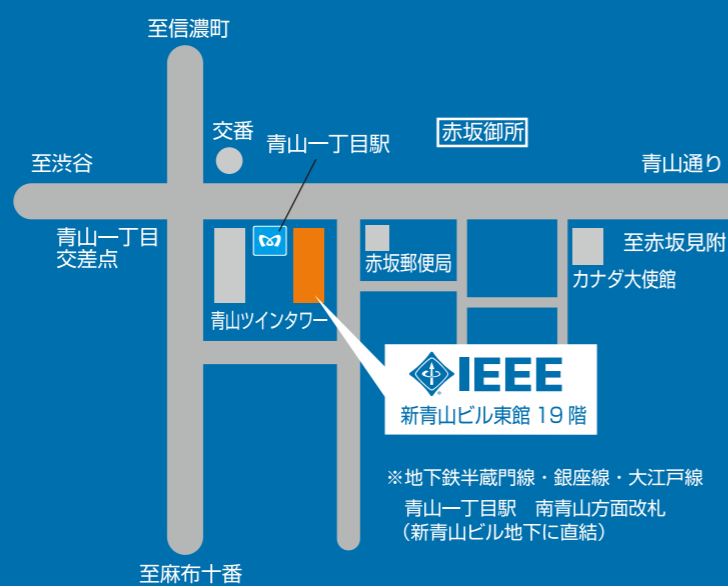 至信濃町
交番
青山一丁目駅
赤坂御所
至渋谷
青山通り
青山一丁目
交差点
赤坂郵便局
至赤坂見附
カナダ大使館
青山ツインタワー
IEEE
新青山ビル東館 19 階
※地下鉄半蔵門線・銀座線・大江戸線
青山一丁目駅　南青山方面改札
（新青山ビル地下に直結）
至麻布十番